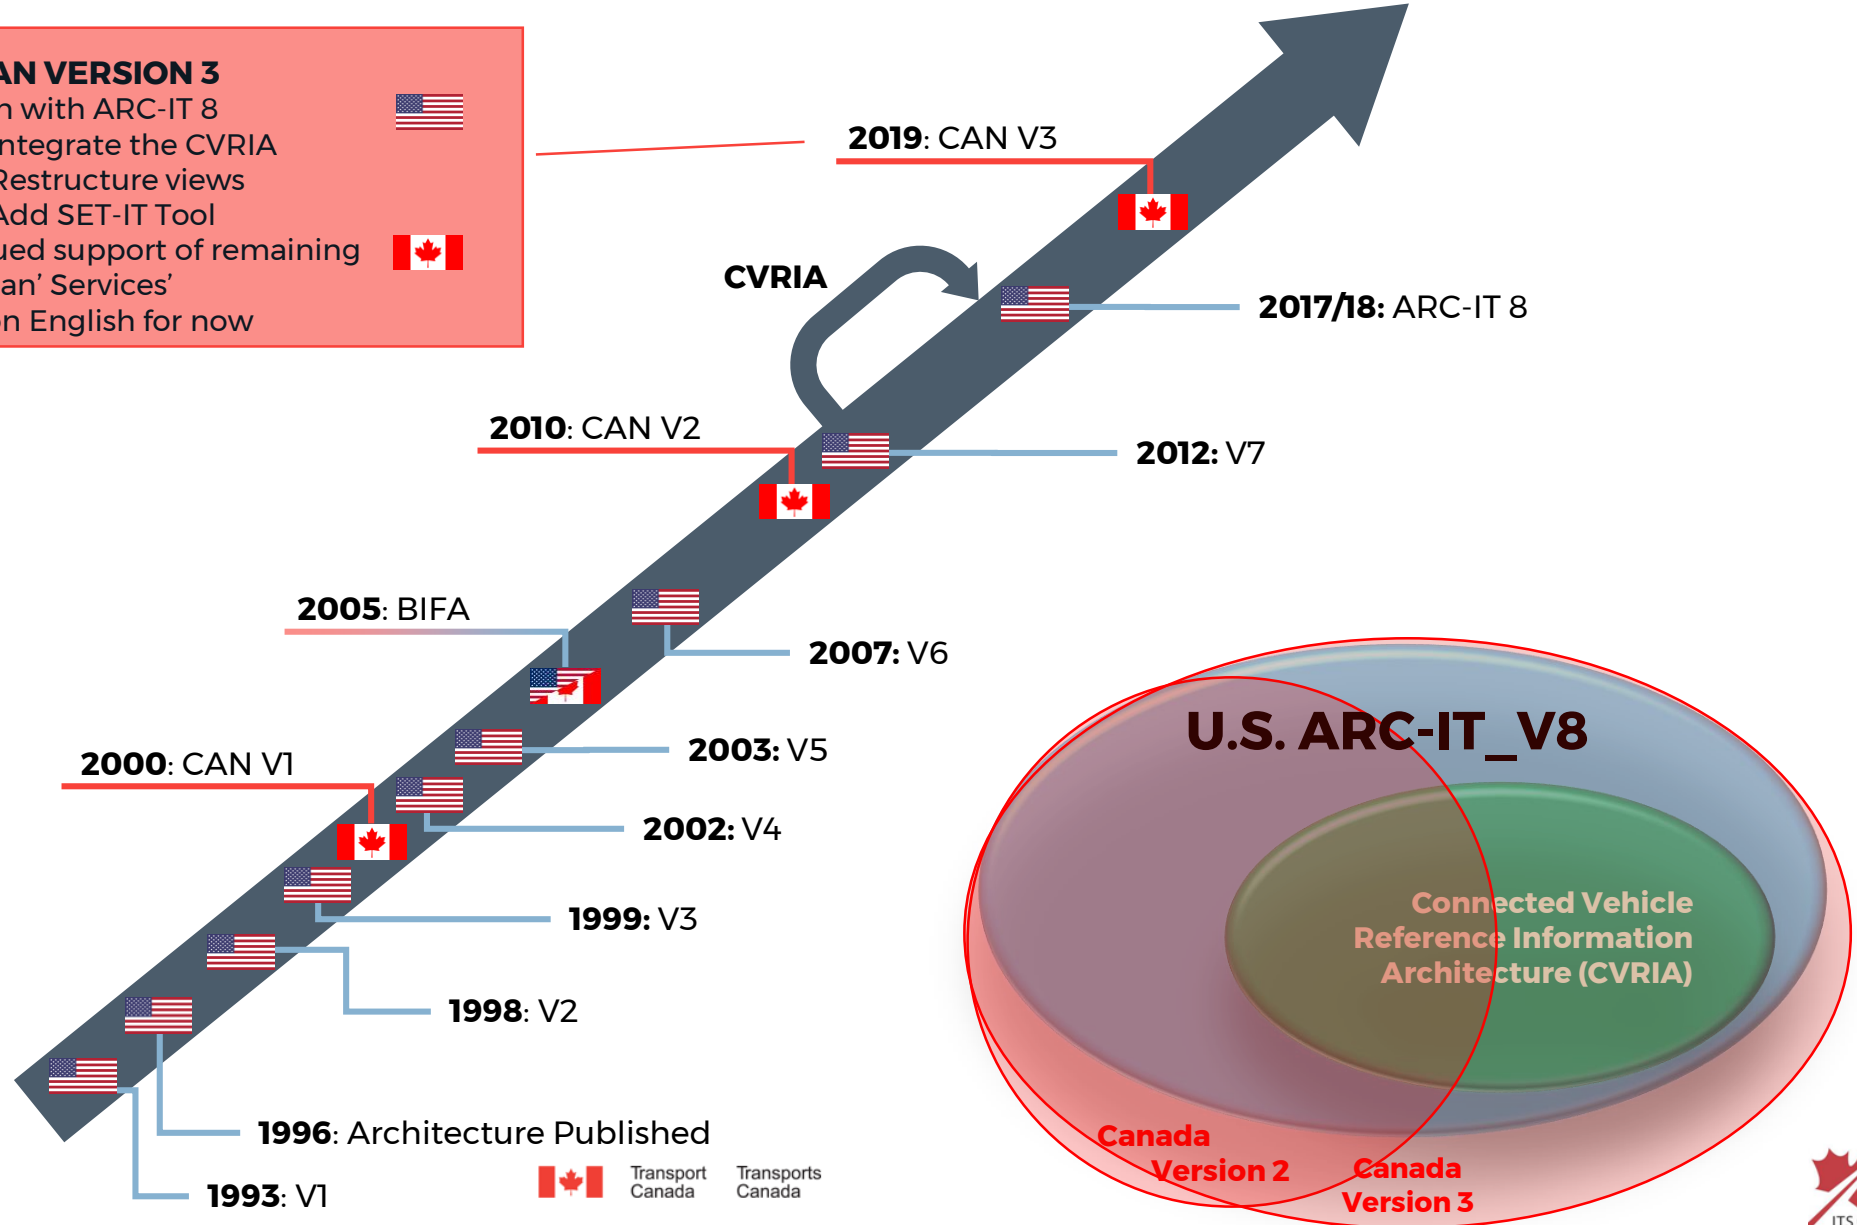 AN VERSION 3
n with ARC-IT 8
ntegrate the CVRIA
Restructure views
Add SET-IT Tool
ued support of remaining
an’ Services’
on English for now
2019: CAN V3
CVRIA
2017/18: ARC-IT 8
2010: CAN V2
2012: V7
2005: BIFA
2007: V6
2000: CAN V1
2003: V5
2002: V4
1999: V3
1998: V2
1996: Architecture Published
1993: V1
Transport
Canada
Transports
Canada
U.S. ARC-IT_V8
Connected Vehicle
Reference Information
Architecture (CVRIA)
Canada
Version 2
Canada
Version 3
ITS